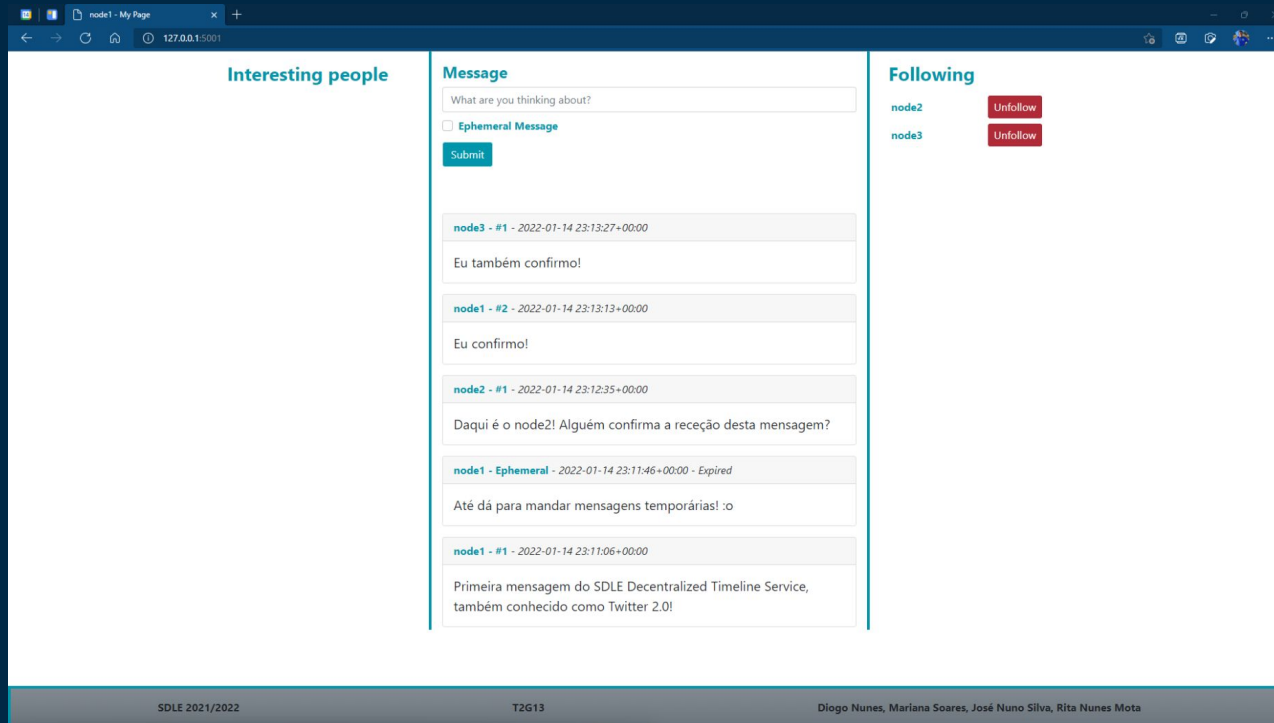 node1 - My Page
127.0.0.1:5001
Interesting people
Message
What are you thinking about?
Ephemeral Message
Submit
node3 - #1 - 2022-01-14 23:13:27+00:00
Eu também confirmo!
node1 - #2 - 2022-01-14 23:13:13+00:00
Eu confirmo!
node2 - #1 - 2022-01-14 23:12:35+00:00
Daqui é o node2! Alguém confirma a receção desta mensagem?
node1 - Ephemeral - 2022-01-14 23:11:46+00:00 - Expired
Até dá para mandar mensagens temporárias! :o
node1 - #1 - 2022-01-14 23:11:06+00:00
Primeira mensagem do SDLE Decentralized Timeline Service,
também conhecido como Twitter 2.0!
Following
node2 Unfollow
node3 Unfollow
SDLE 2021/2022 T2G13 Diogo Nunes, Mariana Soares, José Nuno Silva, Rita Nunes Mota